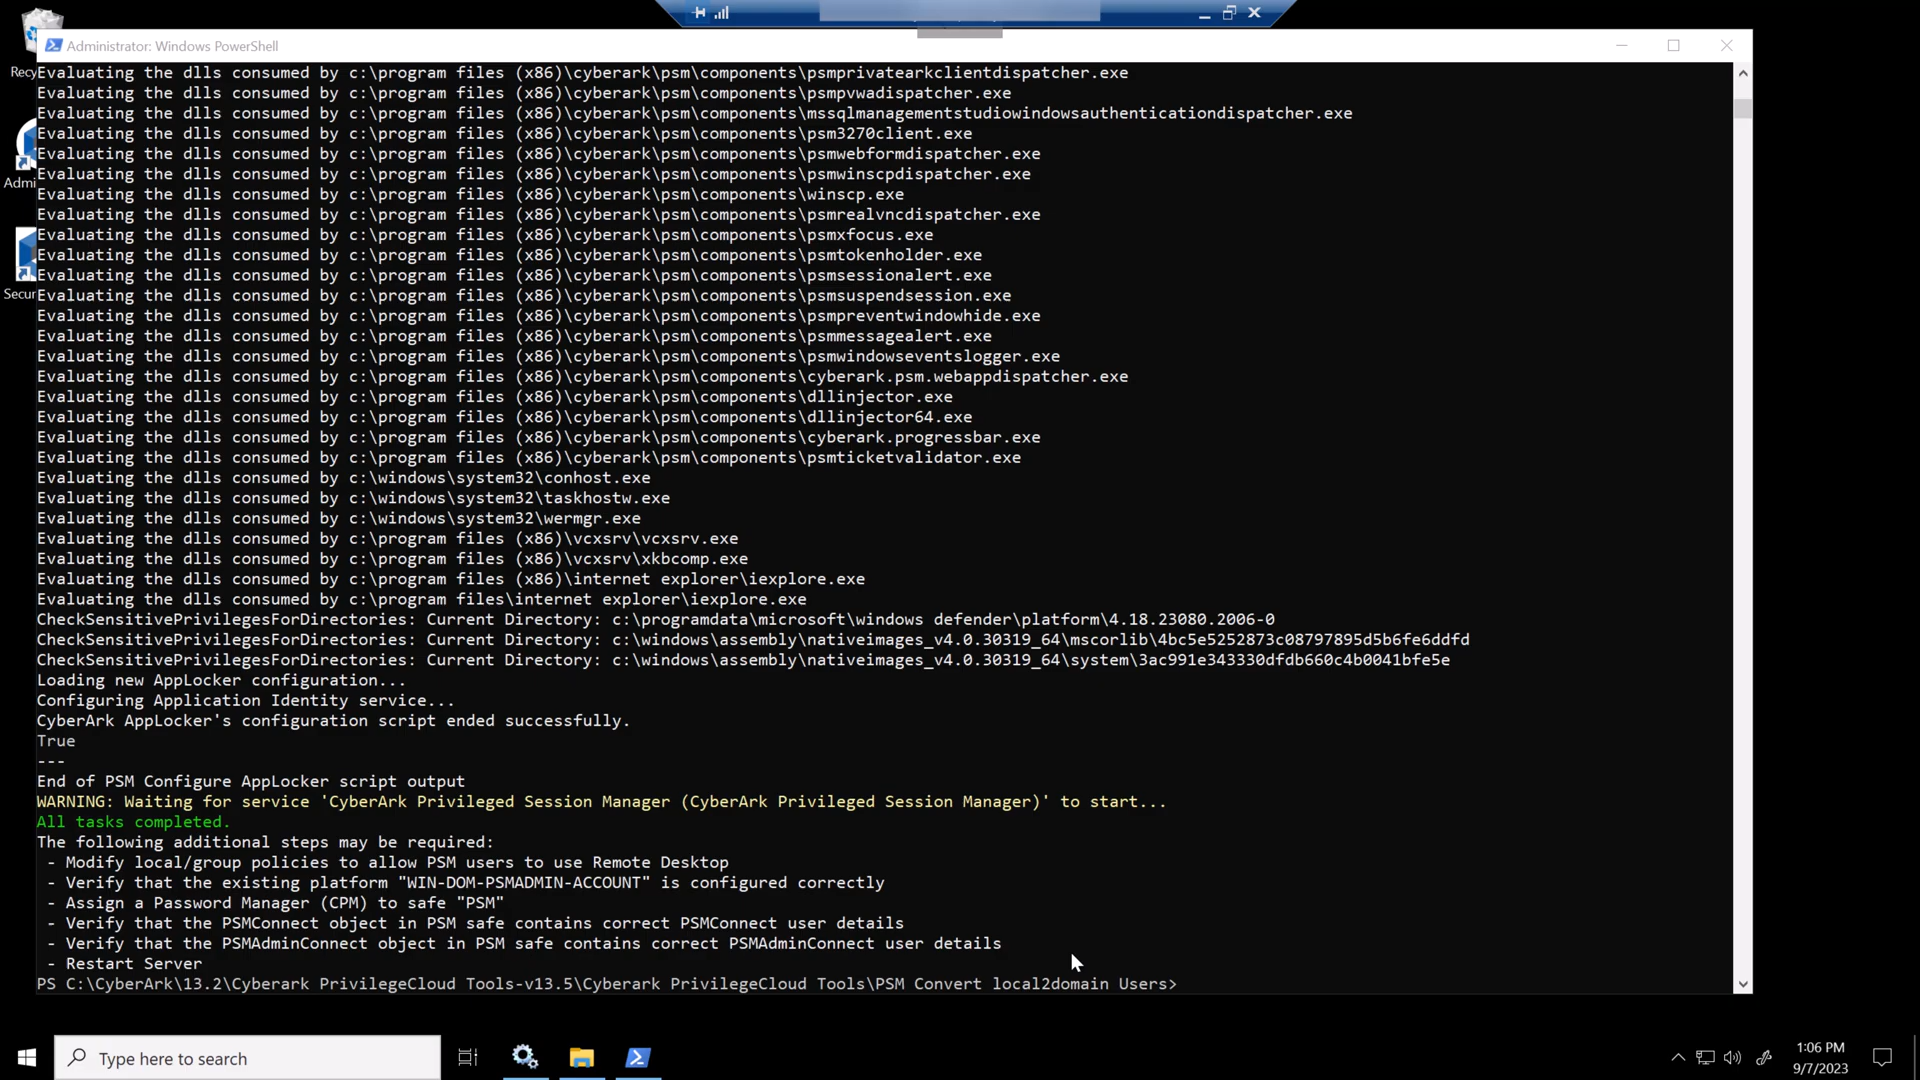 Recy
Admi
Secur
Administrator: Windows PowerShell
Evaluating the dlls consumed by c:\program files (x86)\cyberark\psm\components\psmprivatearkclientdispatcher.exe
Evaluating the dlls consumed by c:\program files (x86)\cyberark\psm\components\psmpvwadispatcher.exe
Evaluating the dlls consumed by c:\program files (x86)\cyberark\psm\components\mssqlmanagementstudiowindowsauthenticationdispatcher.exe
Evaluating the dlls consumed by c:\program files (x86)\cyberark\psm\components\psm3270client.exe
Evaluating the dlls consumed by c:\program files (x86)\cyberark\psm\components\psmwebformdispatcher.exe
Evaluating the dlls consumed by c:\program files (x86)\cyberark\psm\components\psmwinscpdispatcher.exe
Evaluating the dlls consumed by c:\program files (x86)\cyberark\psm\components\winscp.exe
Evaluating the dlls consumed by c:\program files (x86)\cyberark\psm\components\psmrealvncdispatcher.exe
Evaluating the dlls consumed by c:\program files (x86)\cyberark\psm\components\psmxfocus.exe
Evaluating the dlls consumed by c:\program files (x86)\cyberark\psm\components\psmtokenholder.exe
Evaluating the dlls consumed by c:\program files (x86)\cyberark\psm\components\psmsessionalert.exe
Evaluating the dlls consumed by c:\program files (x86)\cyberark\psm\components\psmsuspendsession.exe
Evaluating the dlls consumed by c:\program files (x86)\cyberark\psm\components\psmpreventwindowhide.exe
Evaluating the dlls consumed by c:\program files (x86)\cyberark\psm\components\psmmessagealert.exe
Evaluating the dlls consumed by c:\program files (x86)\cyberark\psm\components\psmwindowseventslogger.exe
Evaluating the dlls consumed by c:\program files (x86)\cyberark\psm\components\cyberark.psm.webappdispatcher.exe
Evaluating the dlls consumed by c:\program files (x86)\cyberark\psm\components\dllinjector.exe
Evaluating the dlls consumed by c:\program files (x86)\cyberark\psm\components\dllinjector64.exe
Evaluating the dlls consumed by c:\program files (x86)\cyberark\psm\components\cyberark.progressbar.exe
Evaluating the dlls consumed by c:\program files (x86)\cyberark\psm\components\psmticketvalidator.exe
Evaluating the dlls consumed by c:\windows\system32\conhost.exe
Evaluating the dlls consumed by c:\windows\system32\taskhostw.exe
Evaluating the dlls consumed by c:\windows\system32\wermgr.exe
Evaluating the dlls consumed by c:\program files (x86)\vcxsrv\vcxsrv.exe
Evaluating the dlls consumed by c:\program files (x86)\vcxsrv\xkbcomp.exe
Evaluating the dlls consumed by c:\program files (x86)\internet explorer\iexplore.exe
Evaluating the dlls consumed by c:\program files\internet explorer\iexplore.exe
CheckSensitivePrivilegesForDirectories: Current Directory: c:\programdata\microsoft\windows defender\platform\4.18.23080.2006-0
CheckSensitivePrivilegesForDirectories: Current Directory: c:\windows\assembly\nativeimages_v4.0.30319_64\mscorlib\4bc5e5252873c08797895d5b6fe6ddfd
CheckSensitivePrivilegesForDirectories: Current Directory: c:\windows\assembly\nativeimages_v4.0.30319_64\system\3ac991e343330dfdb660c4b0041bfe5e
Loading new AppLocker configuration...
Configuring Application Identity service...
CyberArk AppLocker's configuration script ended successfully.
True
---
End of PSM Configure AppLocker script output
WARNING: Waiting for service 'CyberArk Privileged Session Manager (CyberArk Privileged Session Manager)' to start...
All tasks completed.
The following additional steps may be required:
- Modify local/group policies to allow PSM users to use Remote Desktop
- Verify that the existing platform "WIN-DOM-PSMADMIN-ACCOUNT" is configured correctly
- Assign a Password Manager (CPM) to safe "PSM"
- Verify that the PSMConnect object in PSM safe contains correct PSMConnect user details
- Verify that the PSMAdminConnect object in PSM safe contains correct PSMAdminConnect user details
- Restart Server
PS C:\CyberArk\13.2\Cyberark PrivilegeCloud Tools-v13.5\Cyberark PrivilegeCloud Tools\PSM Convert local2domain Users>
Type here to search
1:06 PM
9/7/2023